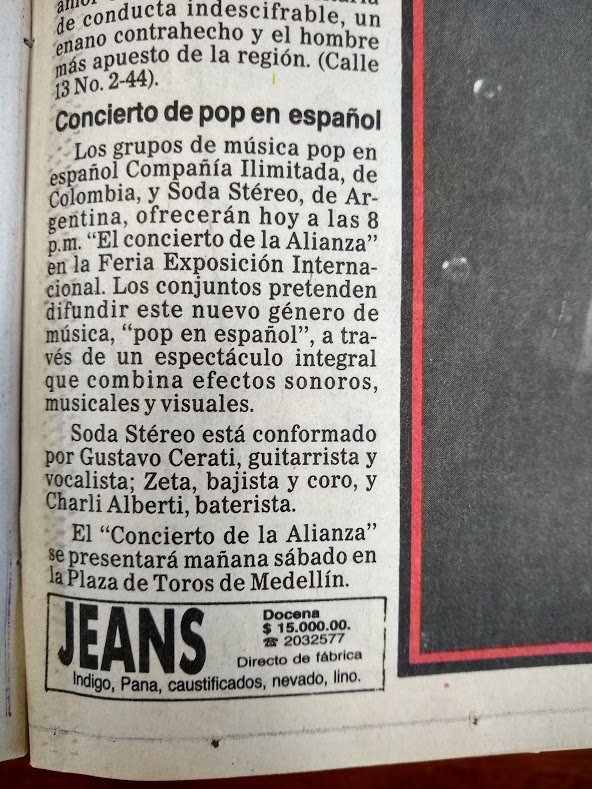 de conducta indescifrable, un
enano contrahecho y el hombre
más apuesto de la región. (Calle
13 No. 2-44).
Concierto de pop en español
Los grupos de música pop en
español Compañía Ilimitada, de
Colombia, y Soda Stéreo, de Ar-
gentina, ofrecerán hoy a las 8
p.m. “El concierto de la Alianza”
en la Feria Exposición Interna-
cional. Los conjuntos pretenden
difundir este nuevo género de
música, “pop en español”, a tra-
vés de un espectáculo integral
que combina efectos sonoros,
musicales y visuales.
Soda Stéreo está conformado
por Gustavo Cerati, guitarrista y
vocalista; Zeta, bajista y coro, y
Charli Alberti, baterista.
El “Concierto de la Alianza”
se presentará mañana sábado en
la Plaza de Toros de Medellín.
JEANS
Docena
$ 15.000.00.
☎ 2032577
Directo de fábrica
Indigo, Pana, caustificados, nevado, lino.